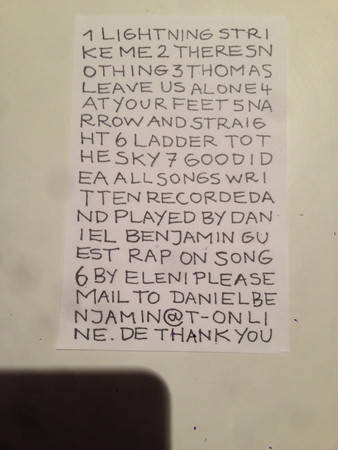 1 LIGHTNING STRI
KE ME 2 THERES N
OTHING 3 THOMAS
LEAVE US ALONE 4
AT YOUR FEET 5 NA
RROW AND STRAIG
HT 6 LADDER TO T
HE SKY 7 GOOD ID
EA ALL SONGS WRI
TTEN RECORDED A
ND PLAYED BY DAN
IEL BENJAMIN GU
EST RAP ON SONG
6 BY ELENI PLEASE
MAIL TO DANIELBE
NJAMIN@T-ONLI
NE.DE THANK YOU